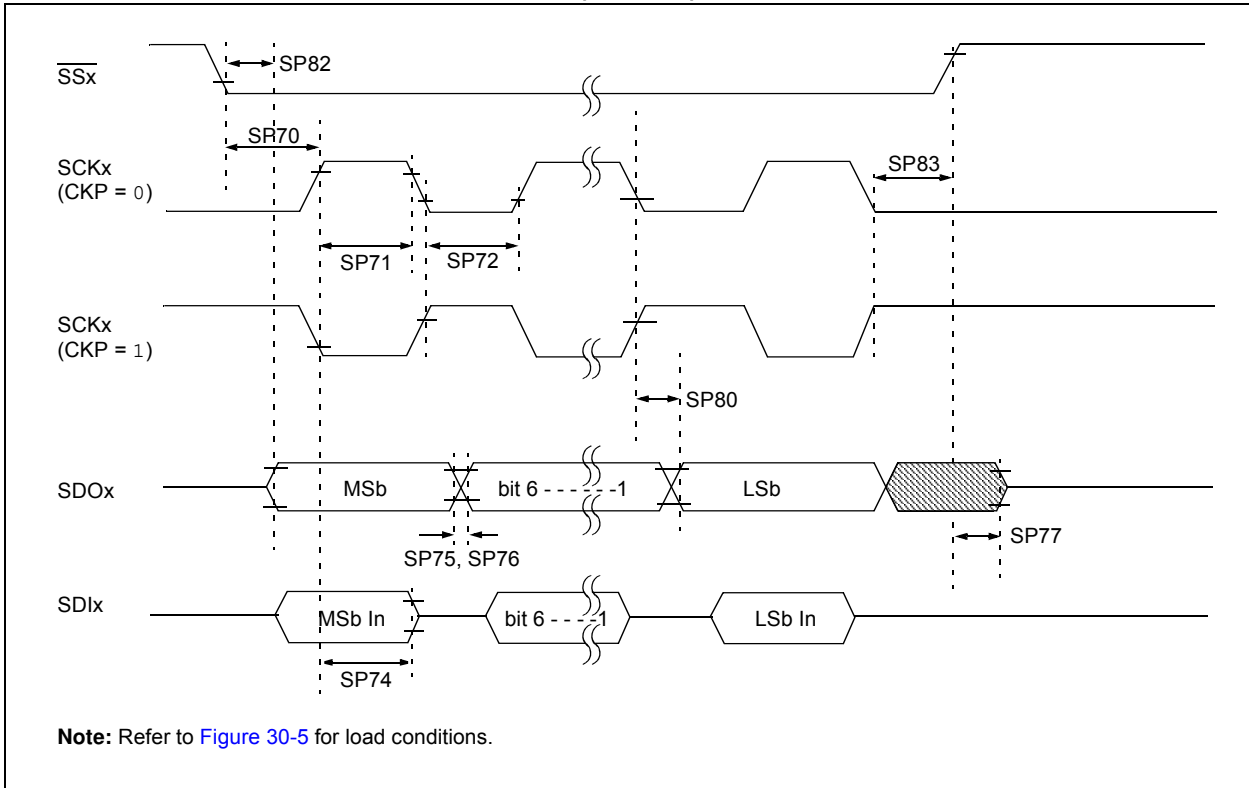 SSx
SP82
SP70
SCKx
(CKP = 0)
SP83
SP71
SP72
SCKx
(CKP = 1)
SP80
SDOx
MSb
bit 6 - - - - - -1
LSb
SP75, SP76
SP77
SDIx
MSb In
bit 6 - - - -1
LSb In
SP74
Note: Refer to Figure 30-5 for load conditions.